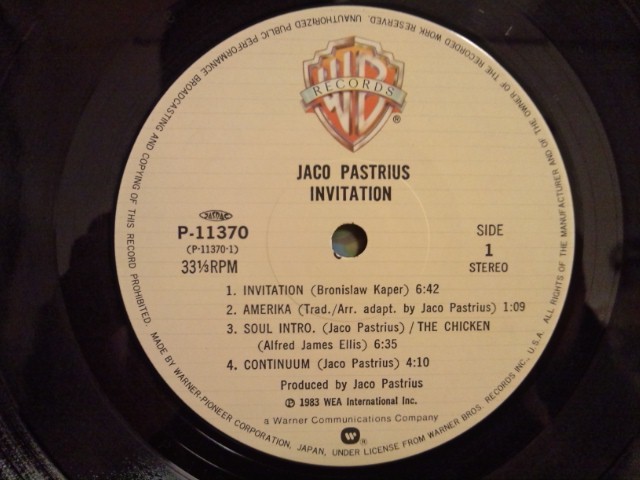 RECORDS
®
JACO PASTRIUS
INVITATION
JASRAC
P-11370
(P-11370-1)
33⅓RPM
SIDE
1
STEREO
1. INVITATION (Bronislaw Kaper) 6:42
2. AMERIKA (Trad./Arr. adapt. by Jaco Pastrius) 1:09
3. SOUL INTRO. (Jaco Pastrius) / THE CHICKEN
(Alfred James Ellis) 6:35
4. CONTINUUM (Jaco Pastrius) 4:10
Produced by Jaco Pastrius
Ⓟ 1983 WEA International Inc.
a Warner Communications Company
®
ALL RIGHTS OF THE MANUFACTURER AND OF THE OWNER OF THE RECORDED WORK RESERVED. UNAUTHORIZED PUBLIC PERFORMANCE BROADCASTING AND COPYING OF THIS RECORD PROHIBITED. MADE BY WARNER-PIONEER CORPORATION, JAPAN, UNDER LICENSE FROM WARNER BROS. RECORDS INC., U.S.A.